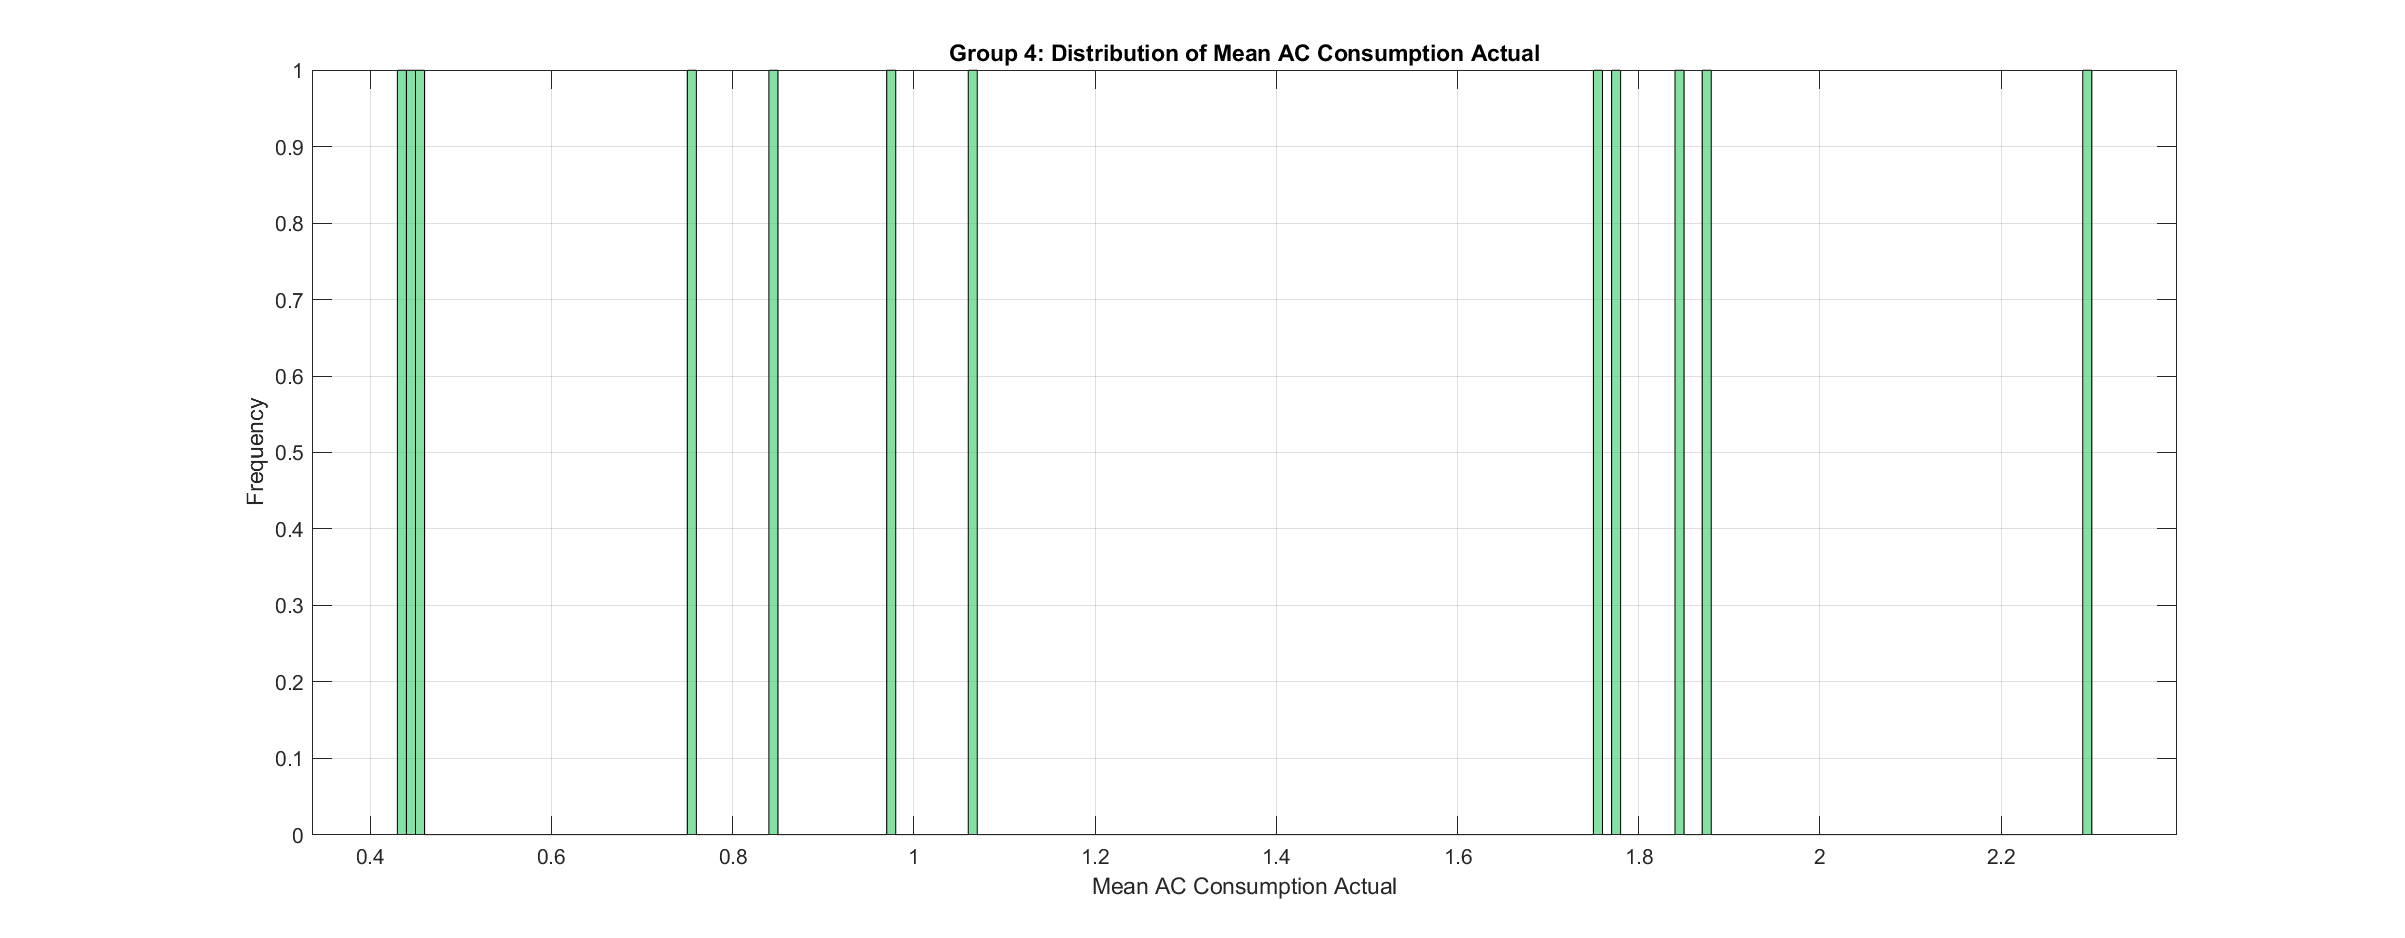 Group 4: Distribution of Mean AC Consumption Actual
1
0.9
0.8
0.7
0.6
0.5
0.4
0.3
0.2
0.1
0
Frequency
0.4 0.6 0.8 1 1.2 1.4 1.6 1.8 2 2.2
Mean AC Consumption Actual